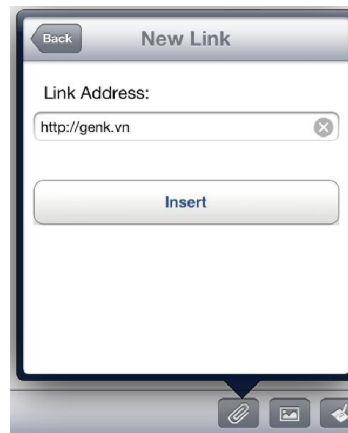 Back
New Link
Link Address:
http://genk.vn
Insert